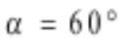 α = 60°